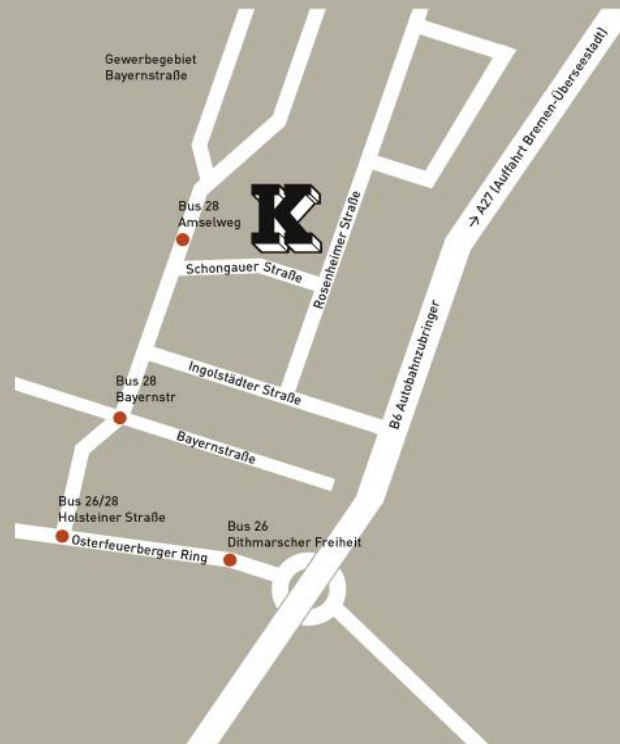 Gewerbegebiet
Bayernstraße
→ A27 (Auffahrt Bremen-Überseestadt)
Bus 28
Amselweg
K
Rosenheimer Straße
Schongauer Straße
B6 Autobahnzubringer
Ingolstädter Straße
Bus 28
Bayernstr
Bayernstraße
Bus 26/28
Holsteiner Straße
Bus 26
Dithmarscher Freiheit
Osterfeuerberger Ring